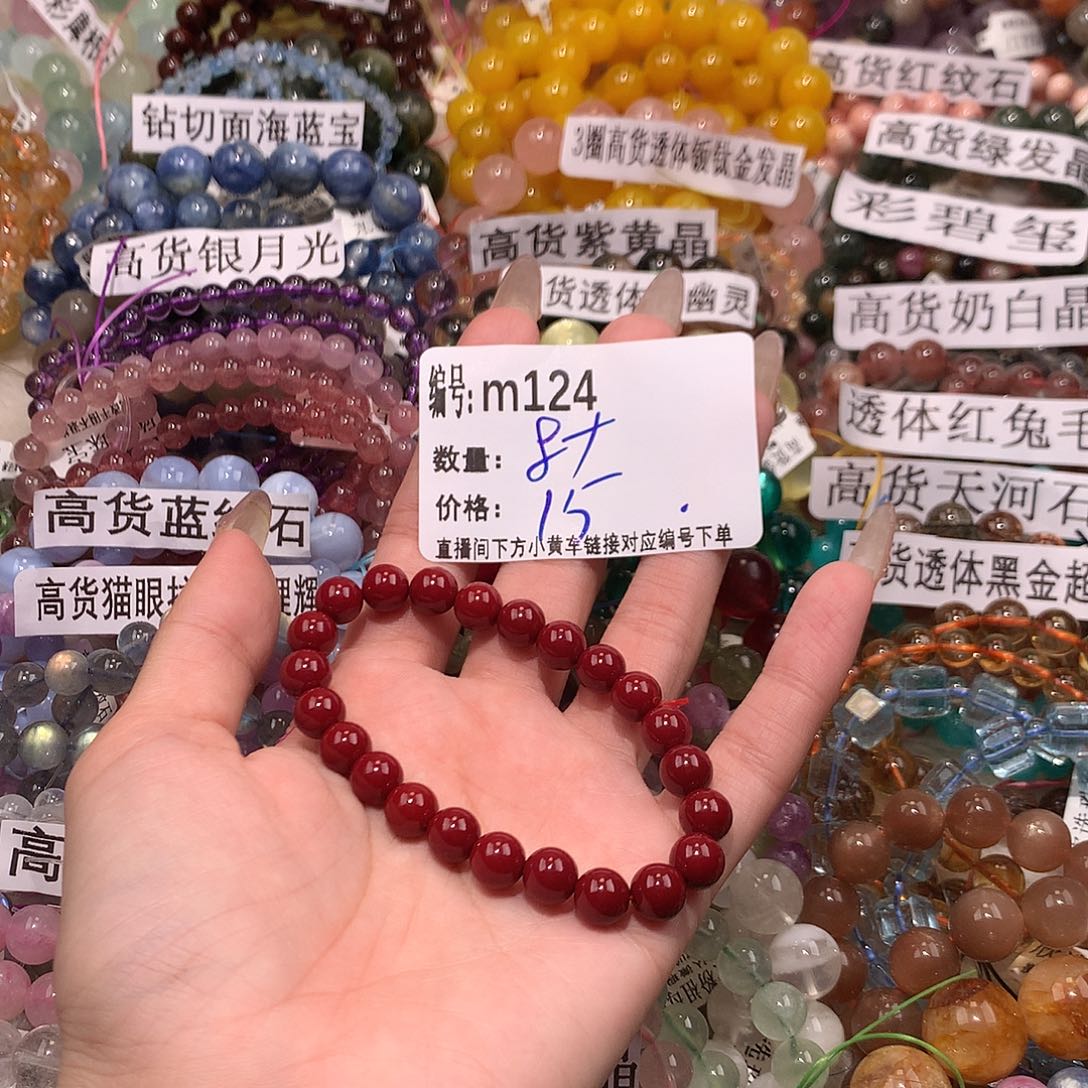 高货红纹石
钻切面海蓝宝
高货绿发晶
3圈高货透体钣钛金发晶
彩碧玺
高货银月光
高货紫黄晶
货透体
幽灵
高货奶白晶
编号:m124
数量:
价格: 15
直播间下方小黄车链接对应编号下单
透体红兔毛
高货天河石
高货蓝纹石
货透体黑金超
高货猫眼
辉
高
珠宝